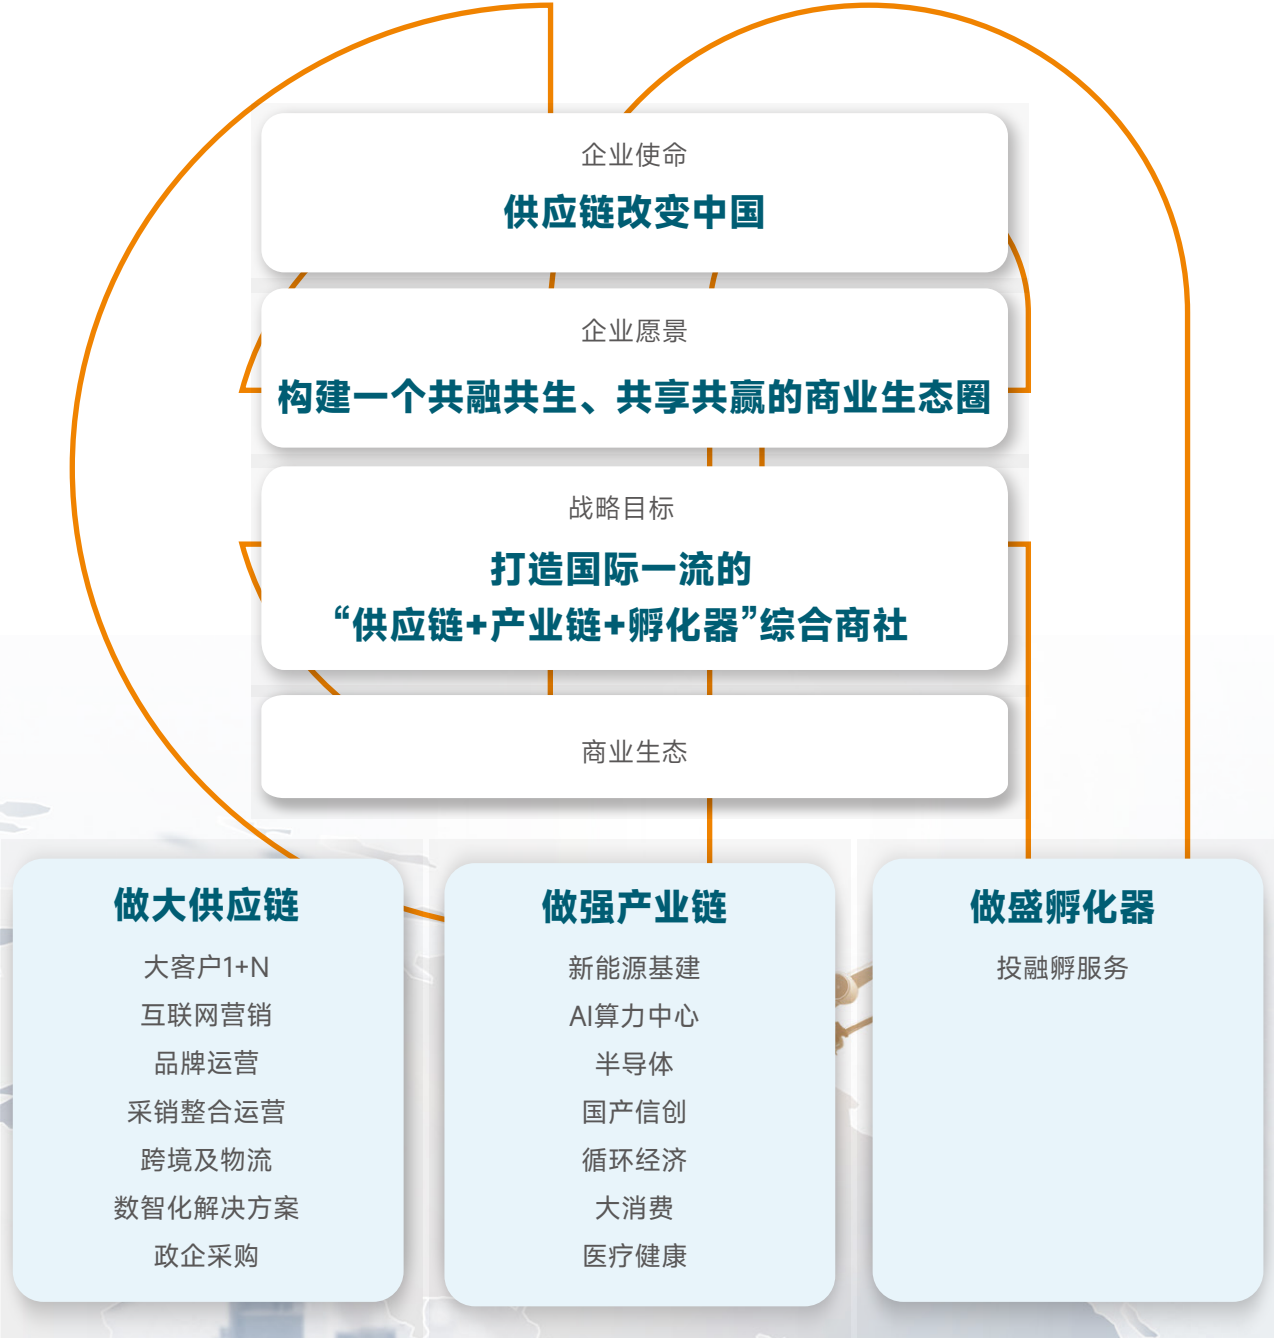 企业使命
供应链改变中国
企业愿景
构建一个共融共生、共享共赢的商业生态圈
战略目标
打造国际一流的
“供应链+产业链+孵化器”综合商社
商业生态
做大供应链
大客户1+N
互联网营销
品牌运营
采销整合运营
跨境及物流
数智化解决方案
政企采购
做强产业链
新能源基建
AI算力中心
半导体
国产信创
循环经济
大消费
医疗健康
做盛孵化器
投融孵服务